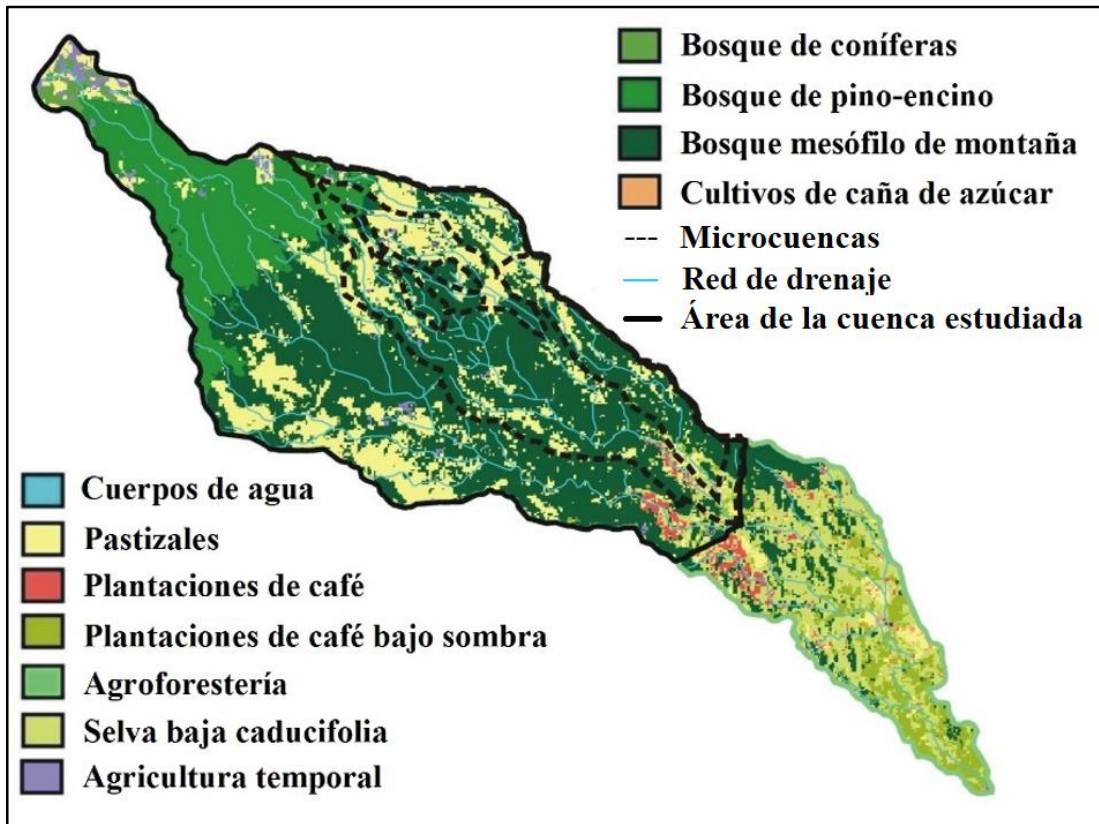 Bosque de coníferas
Bosque de pino-encino
Bosque mesófilo de montaña
Cultivos de caña de azúcar
Microcuencas
Red de drenaje
Área de la cuenca estudiada
Cuerpos de agua
Pastizales
Plantaciones de café
Plantaciones de café bajo sombra
Agroforestería
Selva baja caducifolia
Agricultura temporal